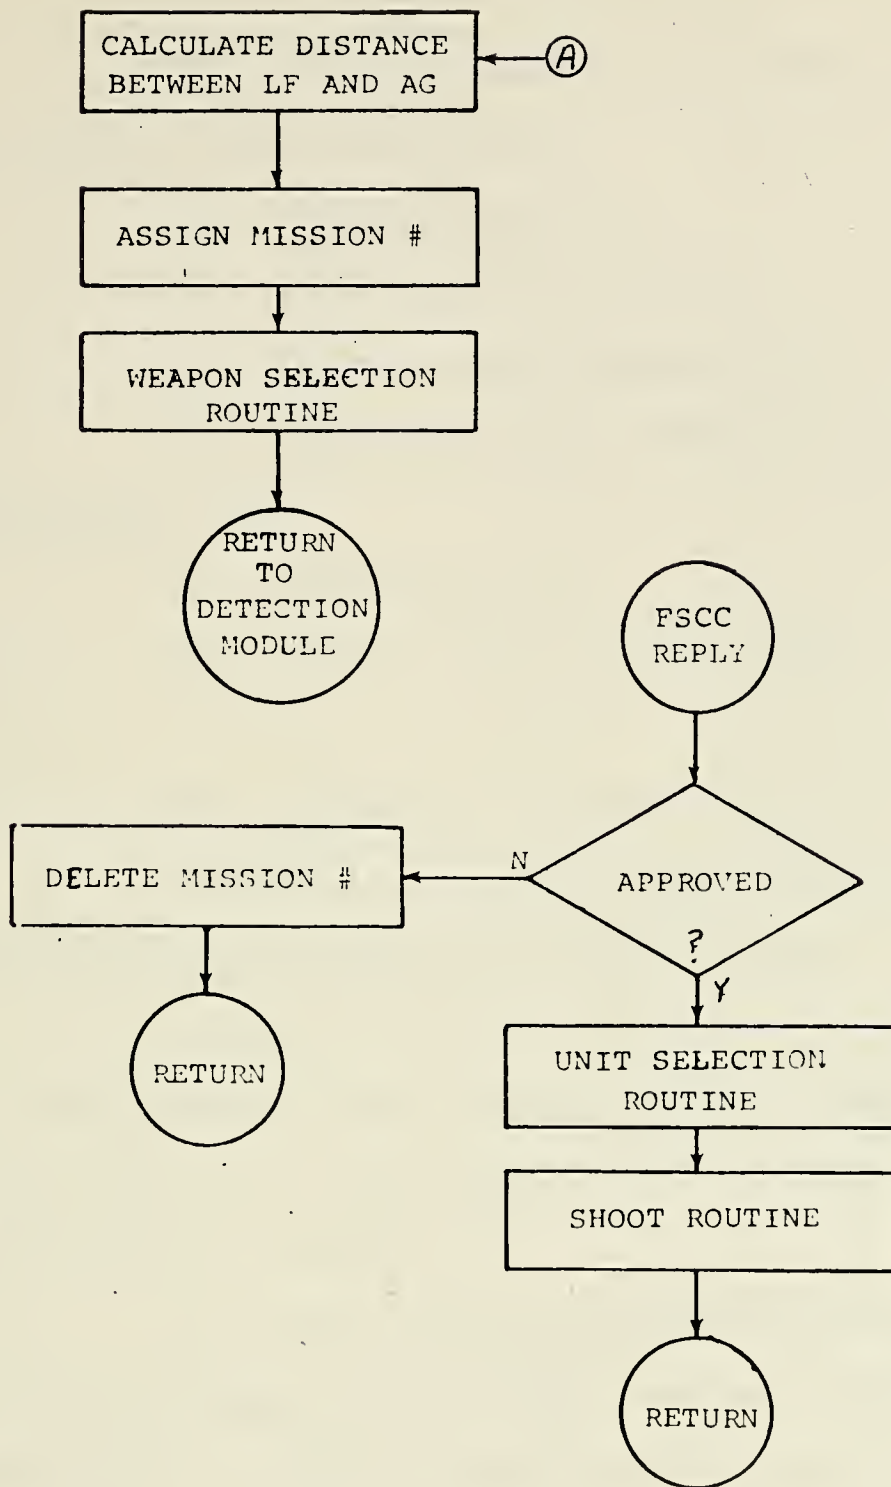 CALCULATE DISTANCE
BETWEEN LF AND AG
A
ASSIGN MISSION #
WEAPON SELECTION
ROUTINE
RETURN
TO
DETECTION
MODULE
FSCC
REPLY
APPROVED
?
N
Y
DELETE MISSION #
RETURN
UNIT SELECTION
ROUTINE
SHOOT ROUTINE
RETURN